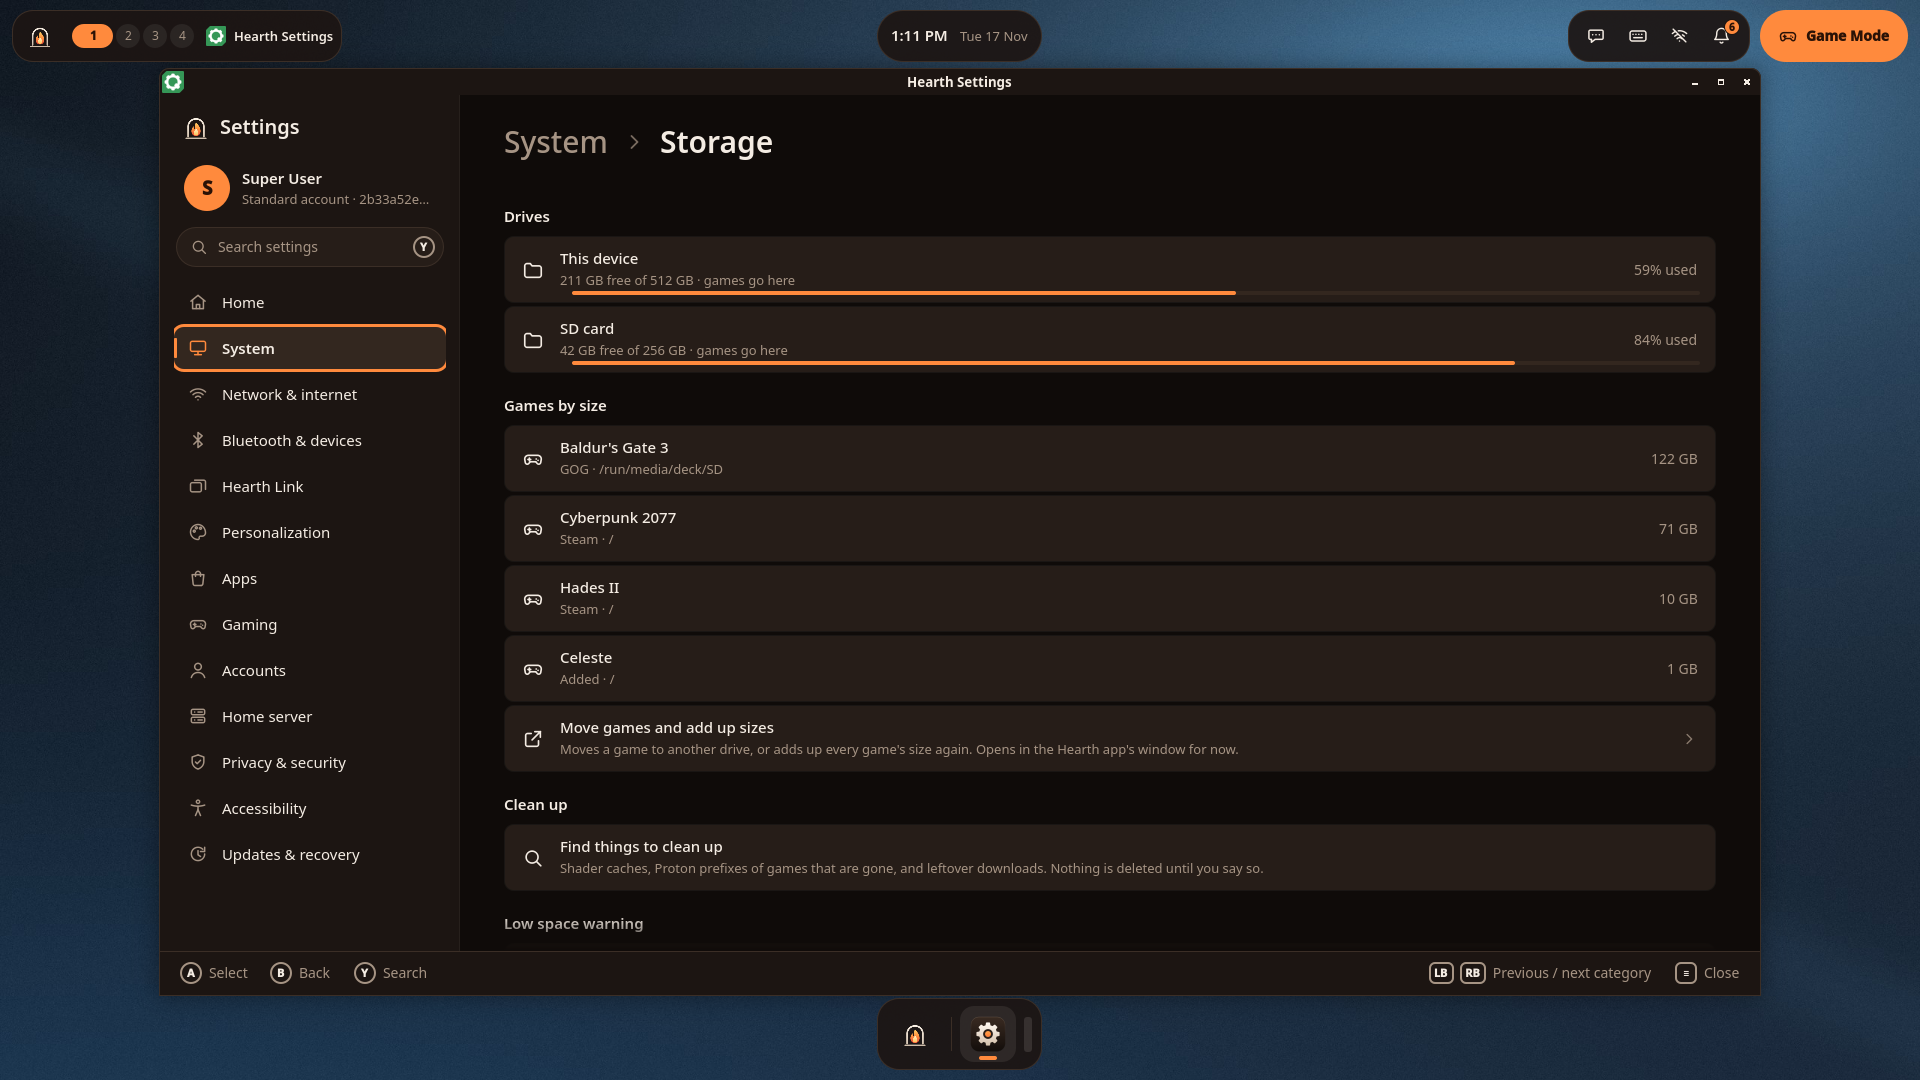 1 2 3 4 Hearth Settings
1:11 PM Tue 17 Nov
6
Game Mode
Hearth Settings
Settings
S
Super User
Standard account · 2b33a52e...
Search settings Y
Home
System
Network & internet
Bluetooth & devices
Hearth Link
Personalization
Apps
Gaming
Accounts
Home server
Privacy & security
Accessibility
Updates & recovery
System > Storage
Drives
This device
211 GB free of 512 GB · games go here
59% used
SD card
42 GB free of 256 GB · games go here
84% used
Games by size
Baldur's Gate 3
GOG · /run/media/deck/SD
122 GB
Cyberpunk 2077
Steam · /
71 GB
Hades II
Steam · /
10 GB
Celeste
Added · /
1 GB
Move games and add up sizes
Moves a game to another drive, or adds up every game's size again. Opens in the Hearth app's window for now.
Clean up
Find things to clean up
Shader caches, Proton prefixes of games that are gone, and leftover downloads. Nothing is deleted until you say so.
Low space warning
A Select B Back Y Search
LB RB Previous / next category ≡ Close